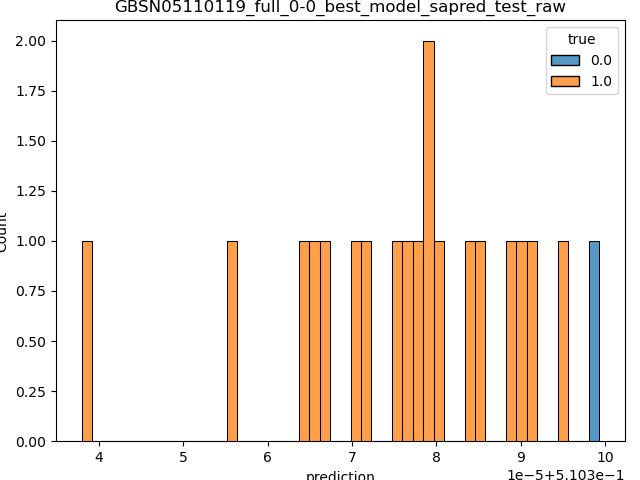 GBSN05110119_full_0-0_best_model_sapred_test_raw
true
0.0
1.0
2.00
1.75
1.50
1.25
1.00
0.75
0.50
0.25
0.00
Count
4 5 6 7 8 9 10
prediction
1e−5+5.103e−1